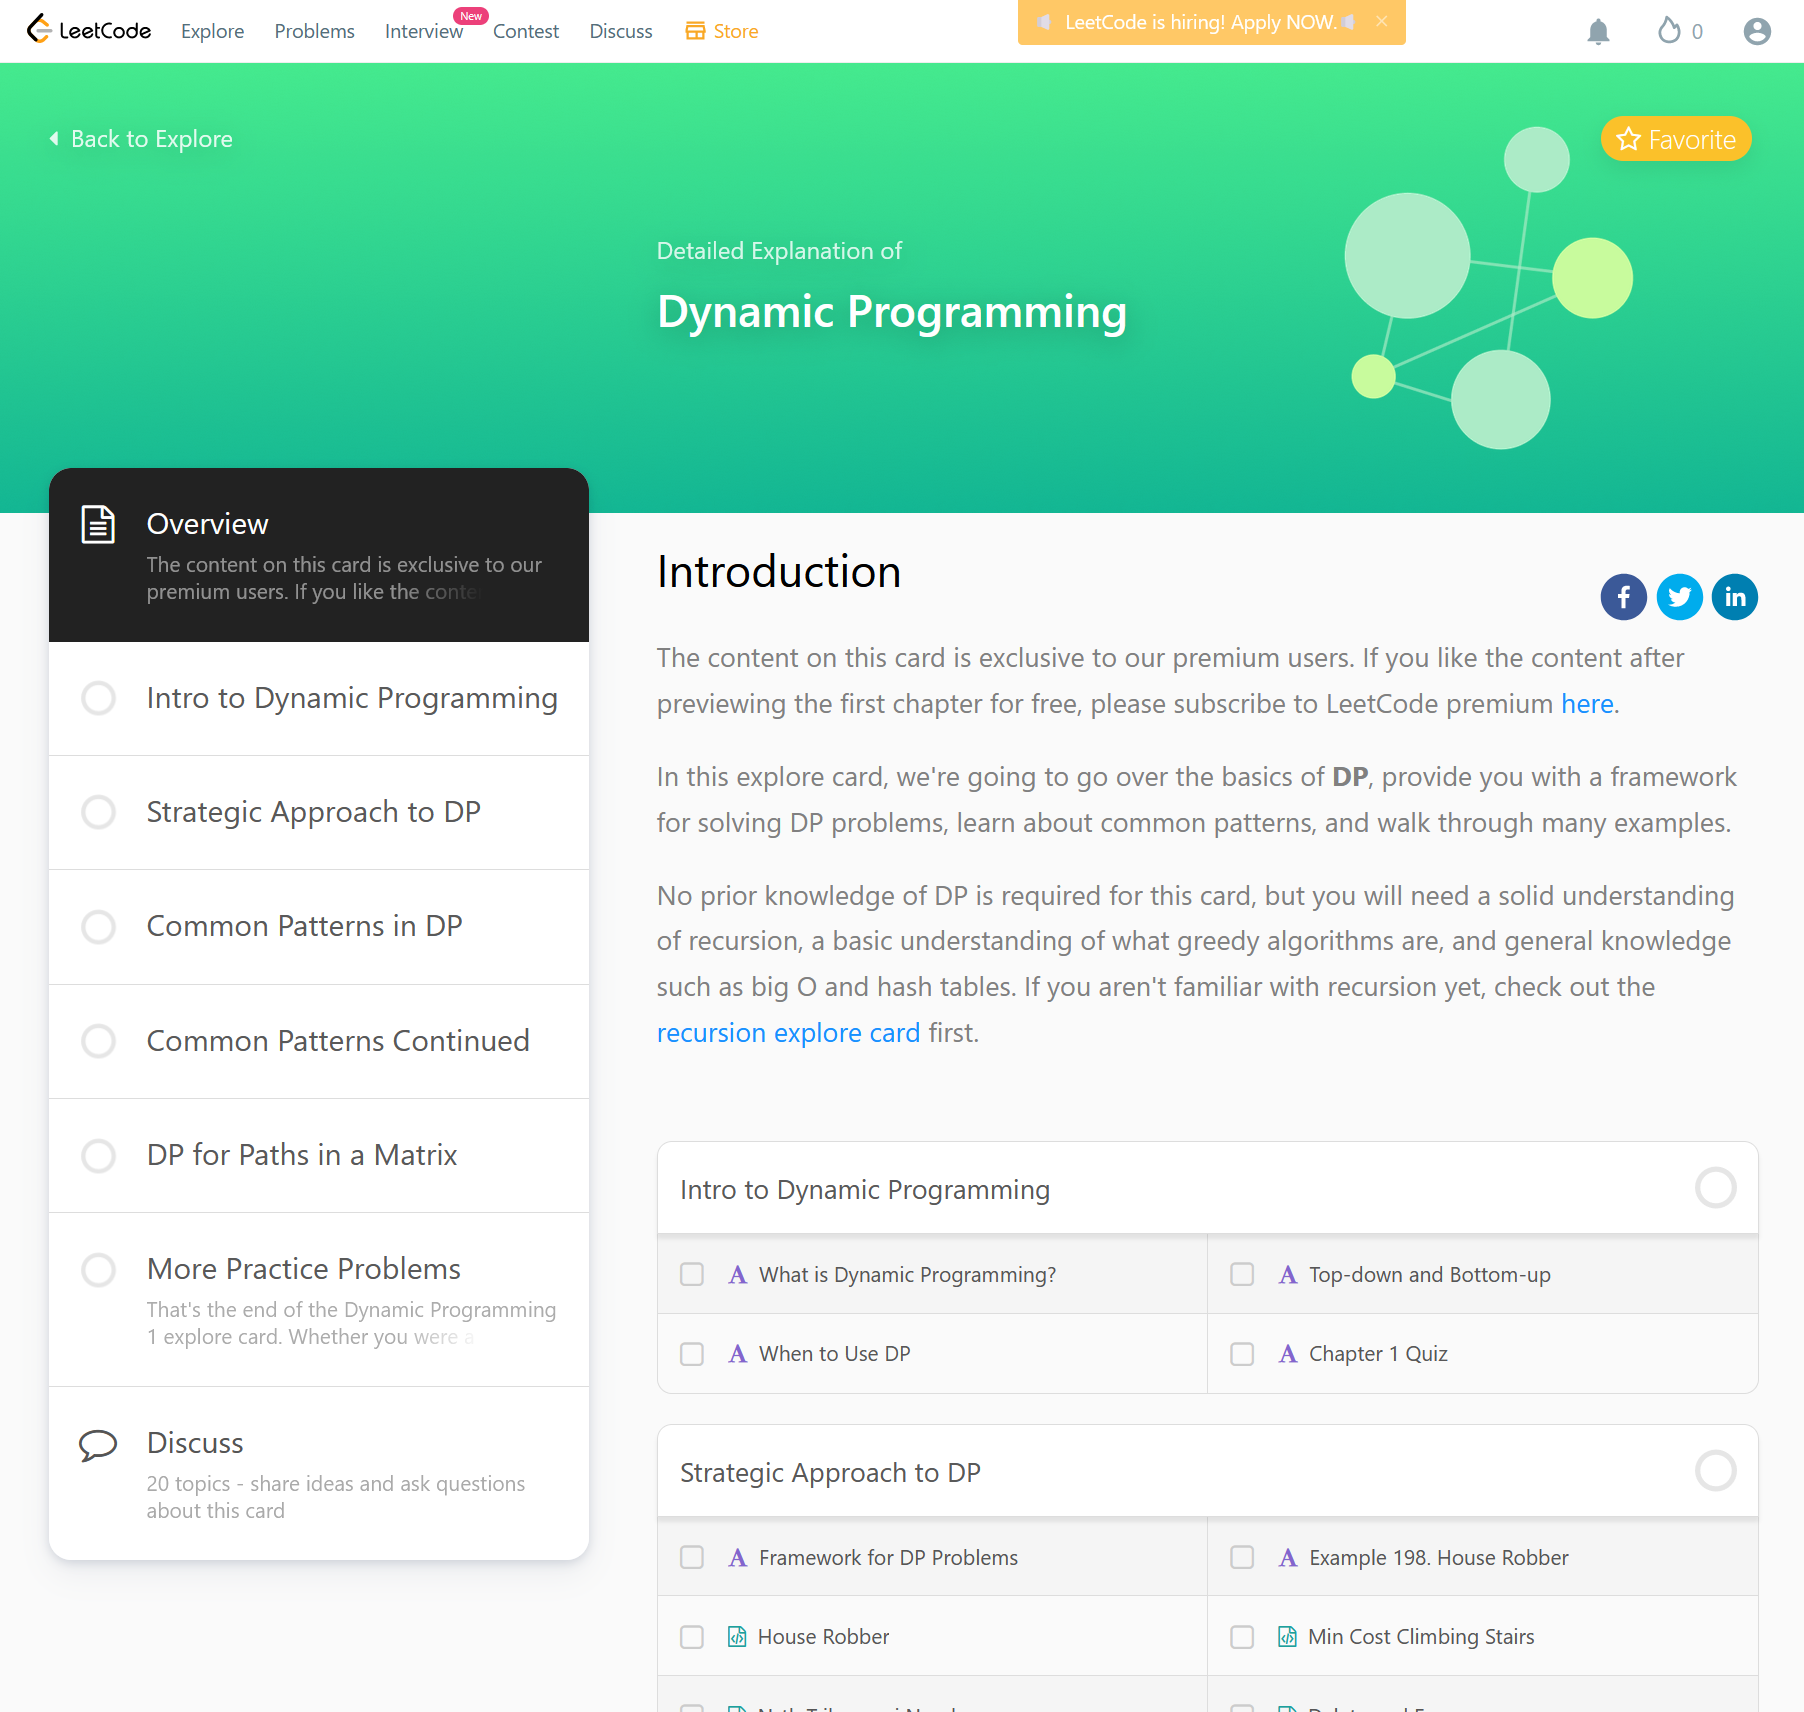 LeetCode Explore Problems Interview New Contest Discuss Store LeetCode is hiring! Apply NOW. 0
Back to Explore
Favorite
Detailed Explanation of
Dynamic Programming
Overview
The content on this card is exclusive to our
premium users. If you like the conte
Intro to Dynamic Programming
Strategic Approach to DP
Common Patterns in DP
Common Patterns Continued
DP for Paths in a Matrix
More Practice Problems
That's the end of the Dynamic Programming
1 explore card. Whether you were a
Discuss
20 topics - share ideas and ask questions
about this card
Introduction
The content on this card is exclusive to our premium users. If you like the content after
previewing the first chapter for free, please subscribe to LeetCode premium here.
In this explore card, we're going to go over the basics of DP, provide you with a framework
for solving DP problems, learn about common patterns, and walk through many examples.
No prior knowledge of DP is required for this card, but you will need a solid understanding
of recursion, a basic understanding of what greedy algorithms are, and general knowledge
such as big O and hash tables. If you aren't familiar with recursion yet, check out the
recursion explore card first.
Intro to Dynamic Programming
A What is Dynamic Programming?
A Top-down and Bottom-up
A When to Use DP
A Chapter 1 Quiz
Strategic Approach to DP
A Framework for DP Problems
A Example 198. House Robber
House Robber
Min Cost Climbing Stairs